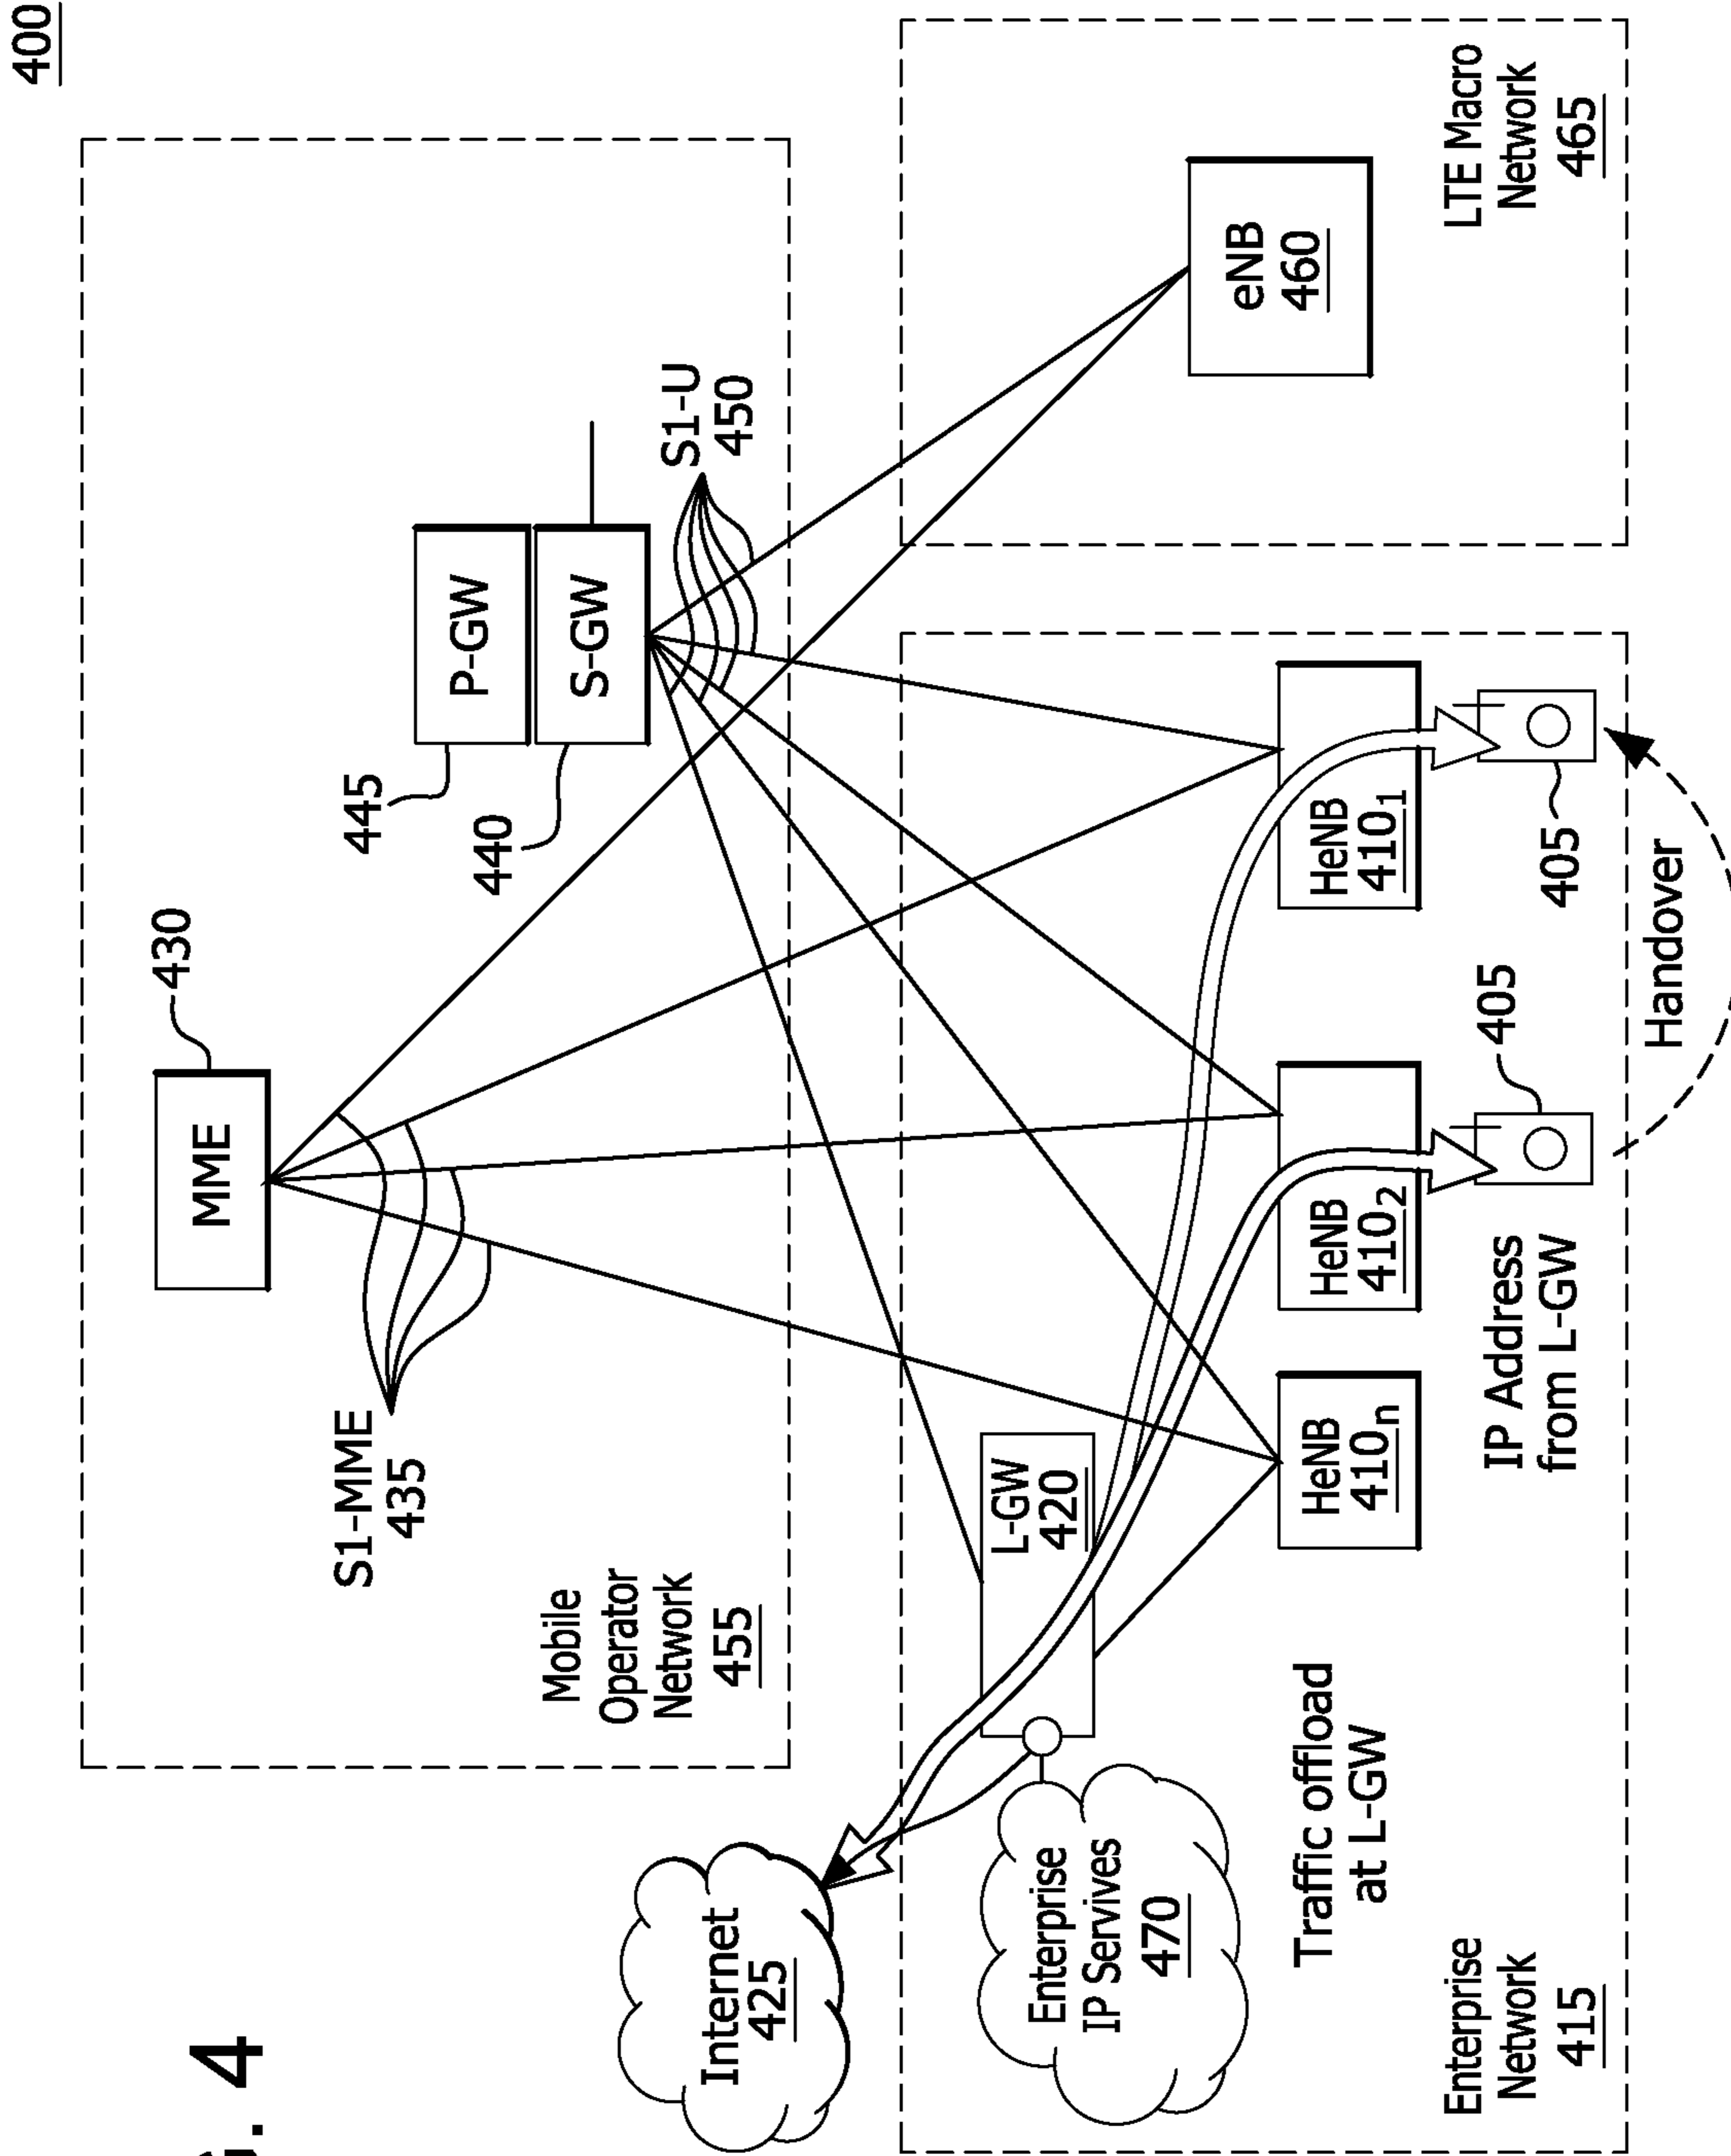 400
MME
430
S1-MME
435
P-GW
S-GW
445
440
S1-U
450
Mobile
Operator
Network
455
Internet
425
Enterprise
IP Servives
470
L-GW
420
Traffic offload
at L-GW
HeNB
410n
HeNB
4102
HeNB
4101
405
405
IP Address
from L-GW
Handover
Enterprise
Network
415
eNB
460
LTE Macro
Network
465
. 4